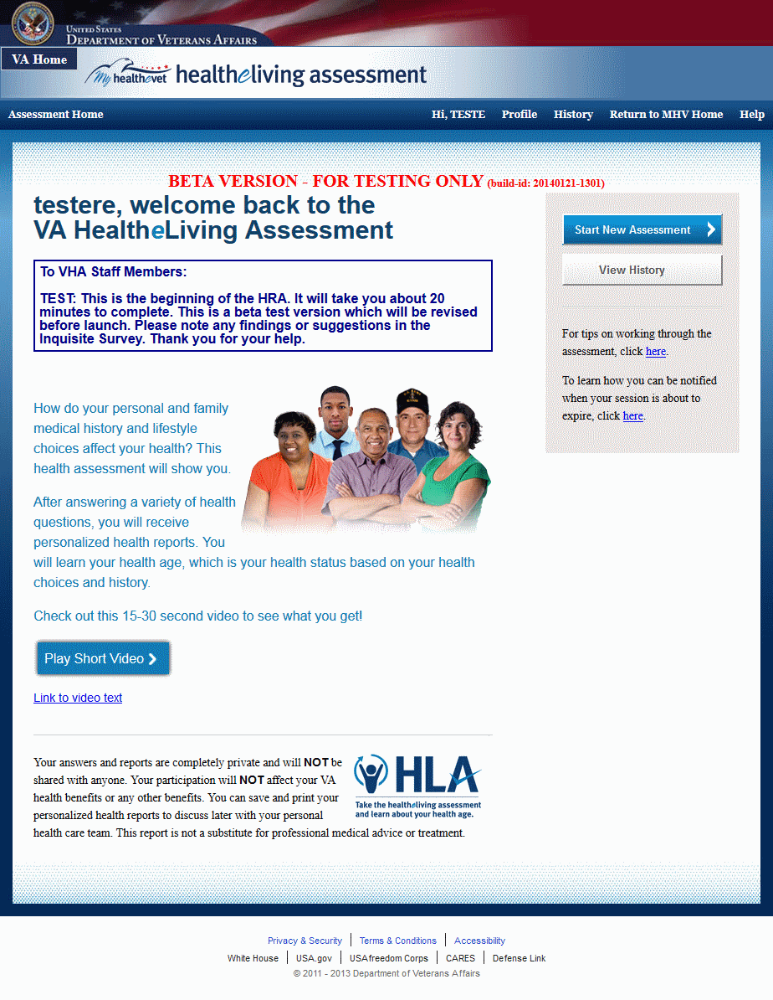 UNITED STATES
DEPARTMENT OF VETERANS AFFAIRS
VA Home
My healthevet healtheliving assessment
Assessment Home Hi, TESTE Profile History Return to MHV Home Help
BETA VERSION - FOR TESTING ONLY (build-id: 20140121-1301)
testere, welcome back to the
VA HealtheLiving Assessment
To VHA Staff Members:
TEST: This is the beginning of the HRA. It will take you about 20
minutes to complete. This is a beta test version which will be revised
before launch. Please note any findings or suggestions in the
Inquisite Survey. Thank you for your help.
How do your personal and family
medical history and lifestyle
choices affect your health? This
health assessment will show you.
After answering a variety of health
questions, you will receive
personalized health reports. You
will learn your health age, which is your health status based on your health
choices and history.
Check out this 15-30 second video to see what you get!
Play Short Video
Link to video text
Your answers and reports are completely private and will NOT be
shared with anyone. Your participation will NOT affect your VA
health benefits or any other benefits. You can save and print your
personalized health reports to discuss later with your personal
health care team. This report is not a substitute for professional medical advice or treatment.
HLA
Take the healtheliving assessment
and learn about your health age.
Start New Assessment
View History
For tips on working through the
assessment, click here.
To learn how you can be notified
when your session is about to
expire, click here.
Privacy & Security Terms & Conditions Accessibility
White House USA.gov USAfreedom Corps CARES Defense Link
© 2011 - 2013 Department of Veterans Affairs